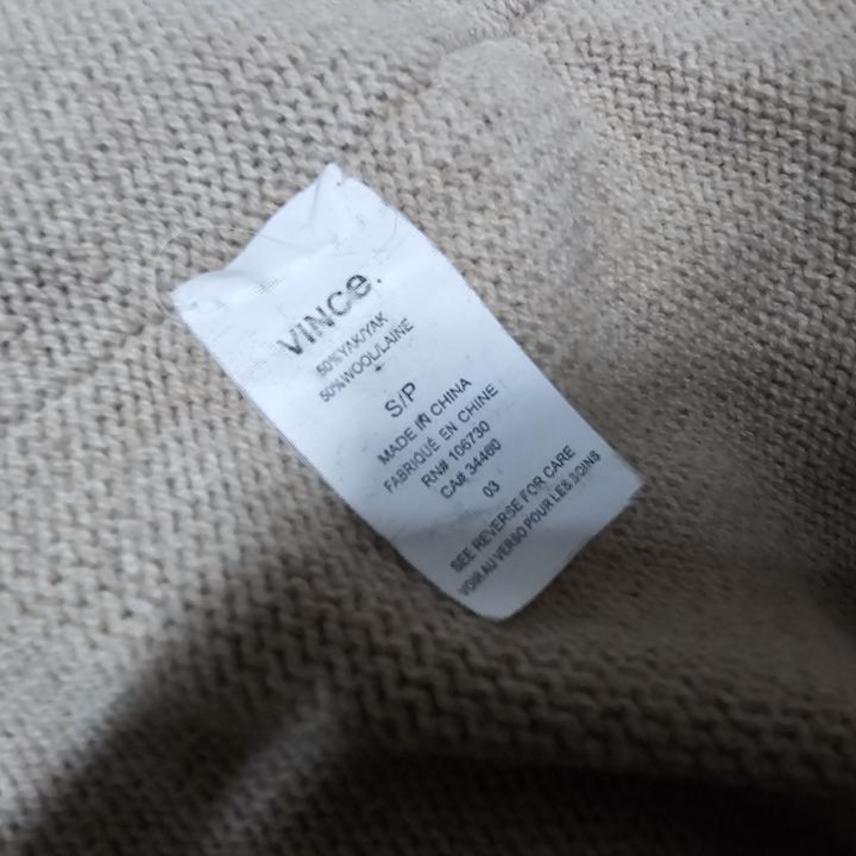 VINCe.
50%YAK/YAK
50%WOOL/LAINE
S/P
MADE IN CHINA
FABRIQUÉ EN CHINE
RN# 106730
CA# 34460
03
SEE REVERSE FOR CARE
VOIR AU VERSO POUR LES SOINS